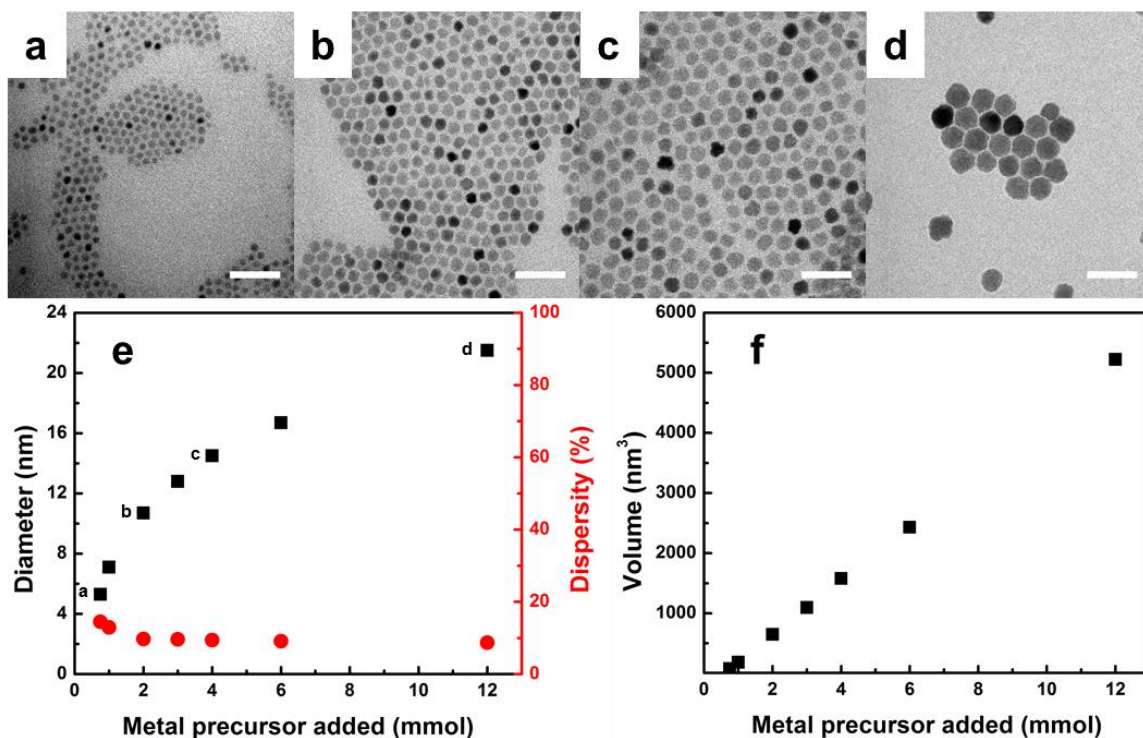 a b c d
e
Diameter (nm)
24
20
16
12
8
4
0
a
b
c
d
0 2 4 6 8 10 12
Metal precursor added (mmol)
100
80
60
40
20
0
Dispersity (%)
f
Volume (nm³)
6000
5000
4000
3000
2000
1000
0 2 4 6 8 10 12
Metal precursor added (mmol)